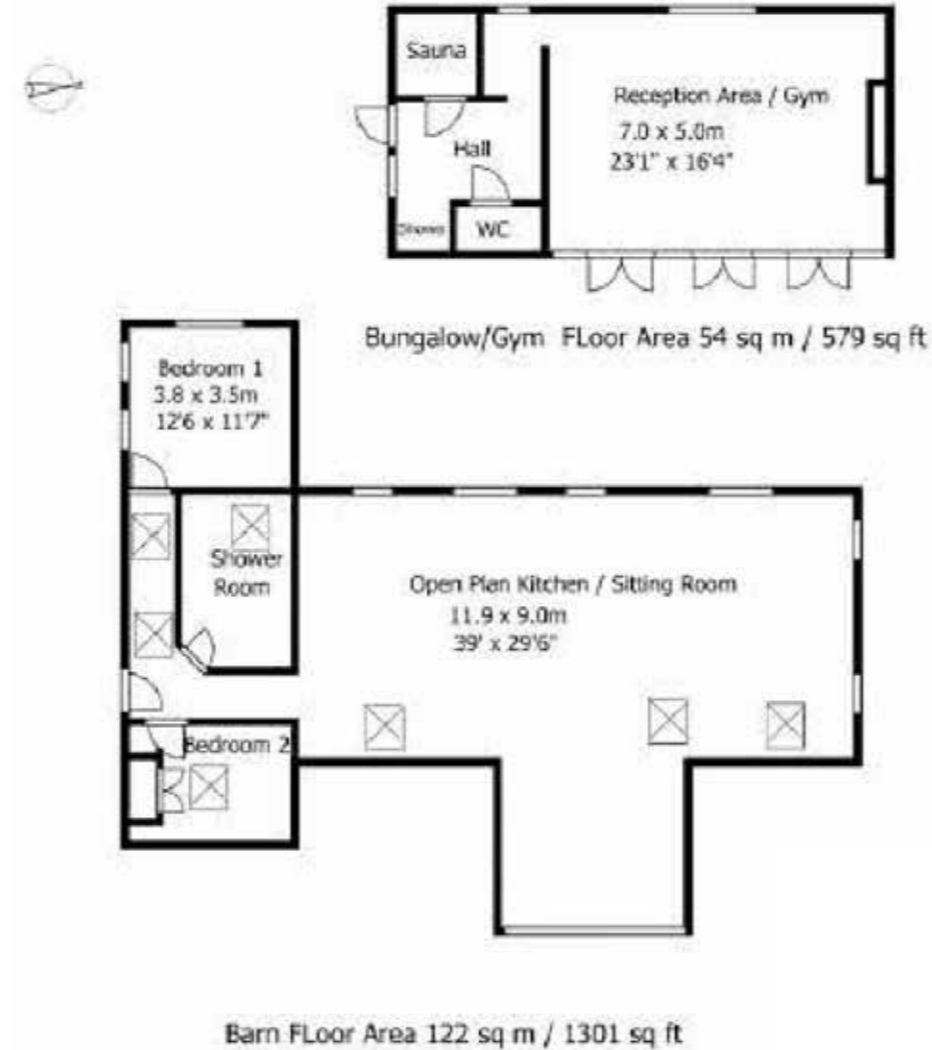 Sauna
Reception Area / Gym
7.0 x 5.0m
23'1" x 16'4"
Hall
Shower
WC
Bungalow/Gym FLoor Area 54 sq m / 579 sq ft
Bedroom 1
3.8 x 3.5m
12'6 x 11'7"
Shower
Room
Open Plan Kitchen / Sitting Room
11.9 x 9.0m
39' x 29'6"
Bedroom 2
Barn FLoor Area 122 sq m / 1301 sq ft